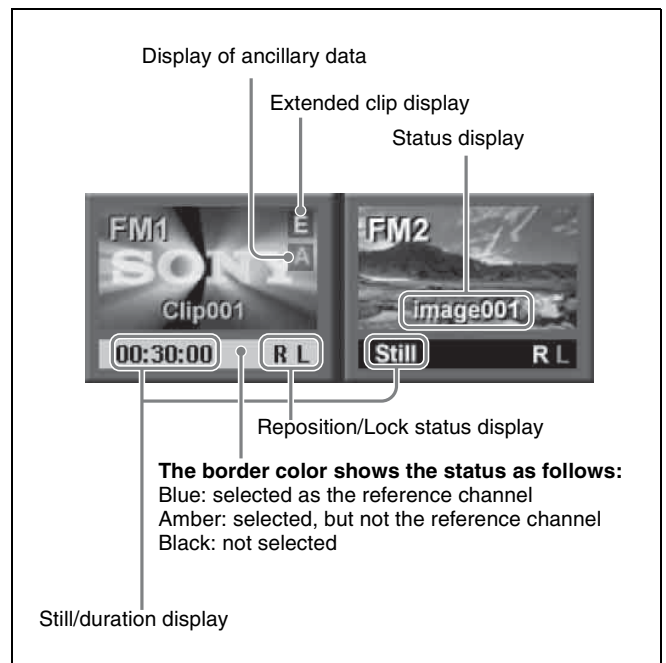 Display of ancillary data
Extended clip display
Status display
FM1
E
SONY
A
Clip001
00:30:00
R L
FM2
image001
Still
R L
Reposition/Lock status display
The border color shows the status as follows:
Blue: selected as the reference channel
Amber: selected, but not the reference channel
Black: not selected
Still/duration display